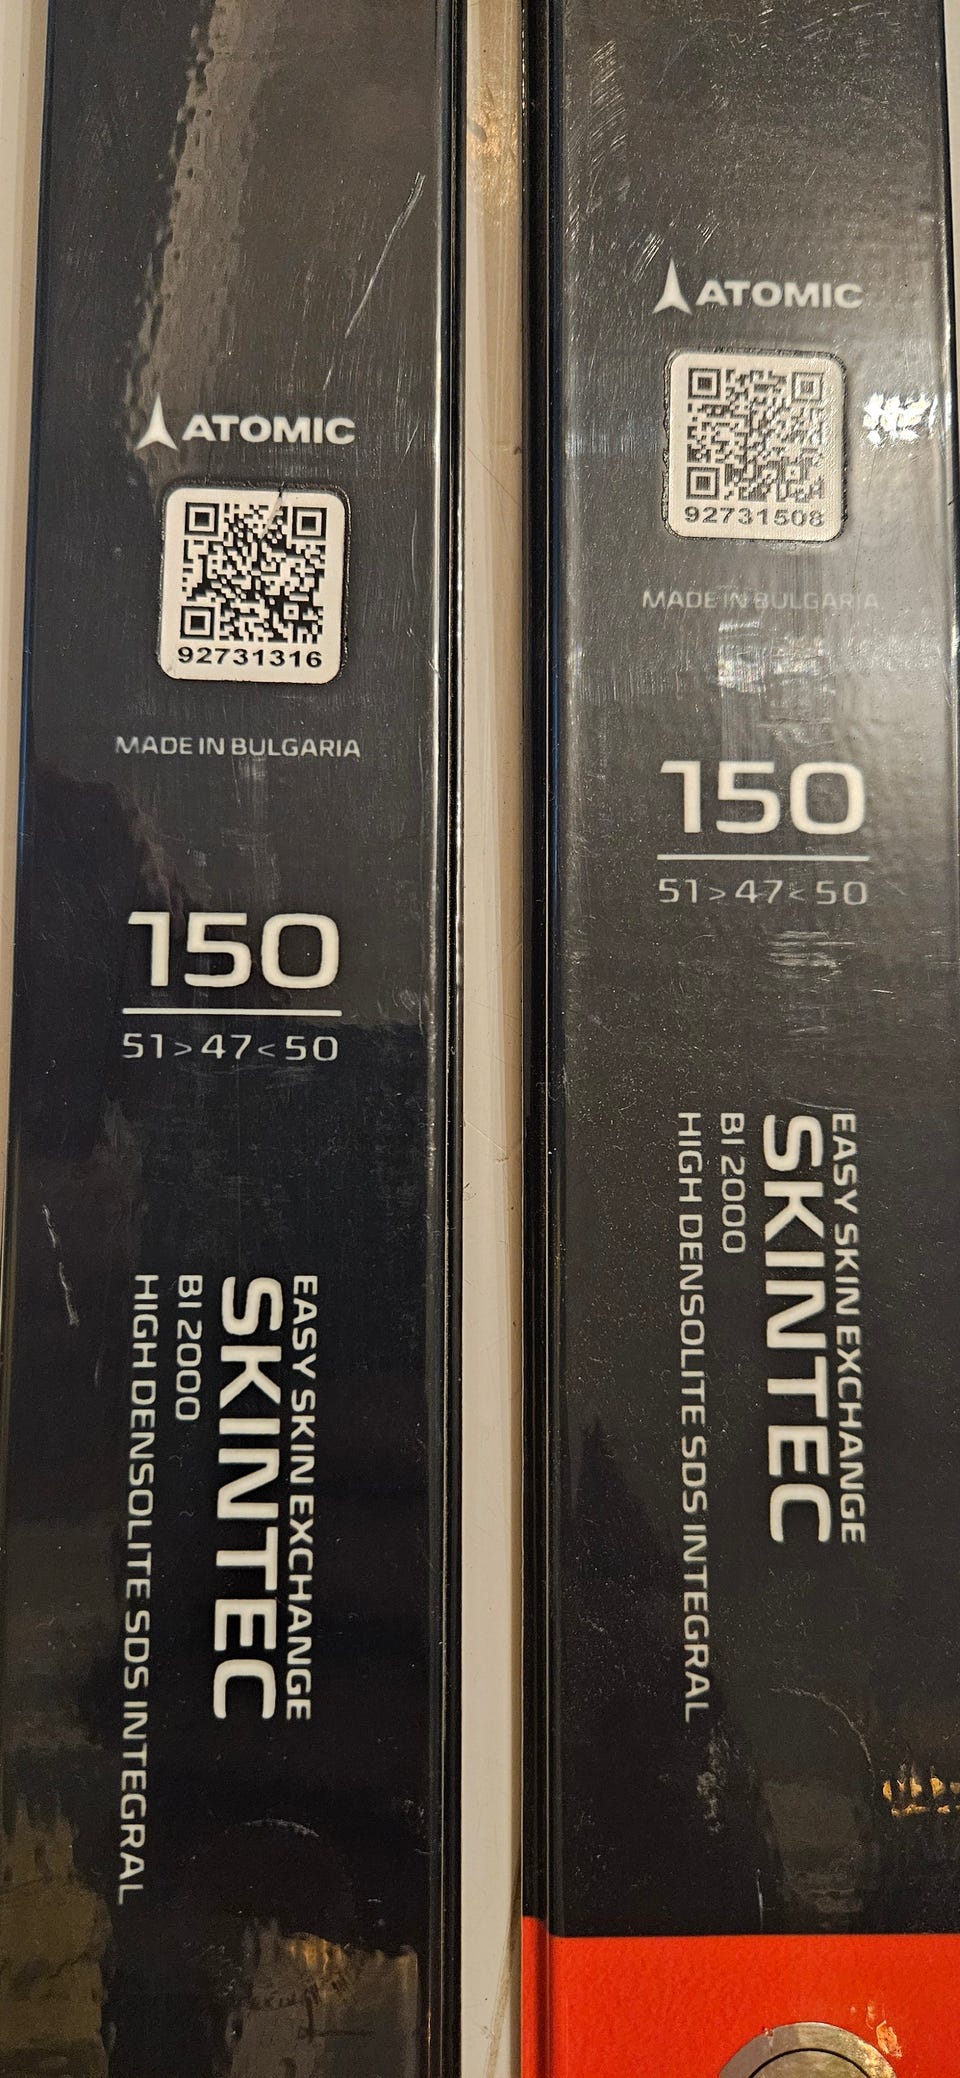 ATOMIC
92731316
MADE IN BULGARIA
150
51>47<50
EASY SKIN EXCHANGE
SKINTEC
BI 2000
HIGH DENSOLITE SDS INTEGRAL
ATOMIC
92731508
MADE IN BULGARIA
150
51>47<50
EASY SKIN EXCHANGE
SKINTEC
BI 2000
HIGH DENSOLITE SDS INTEGRAL